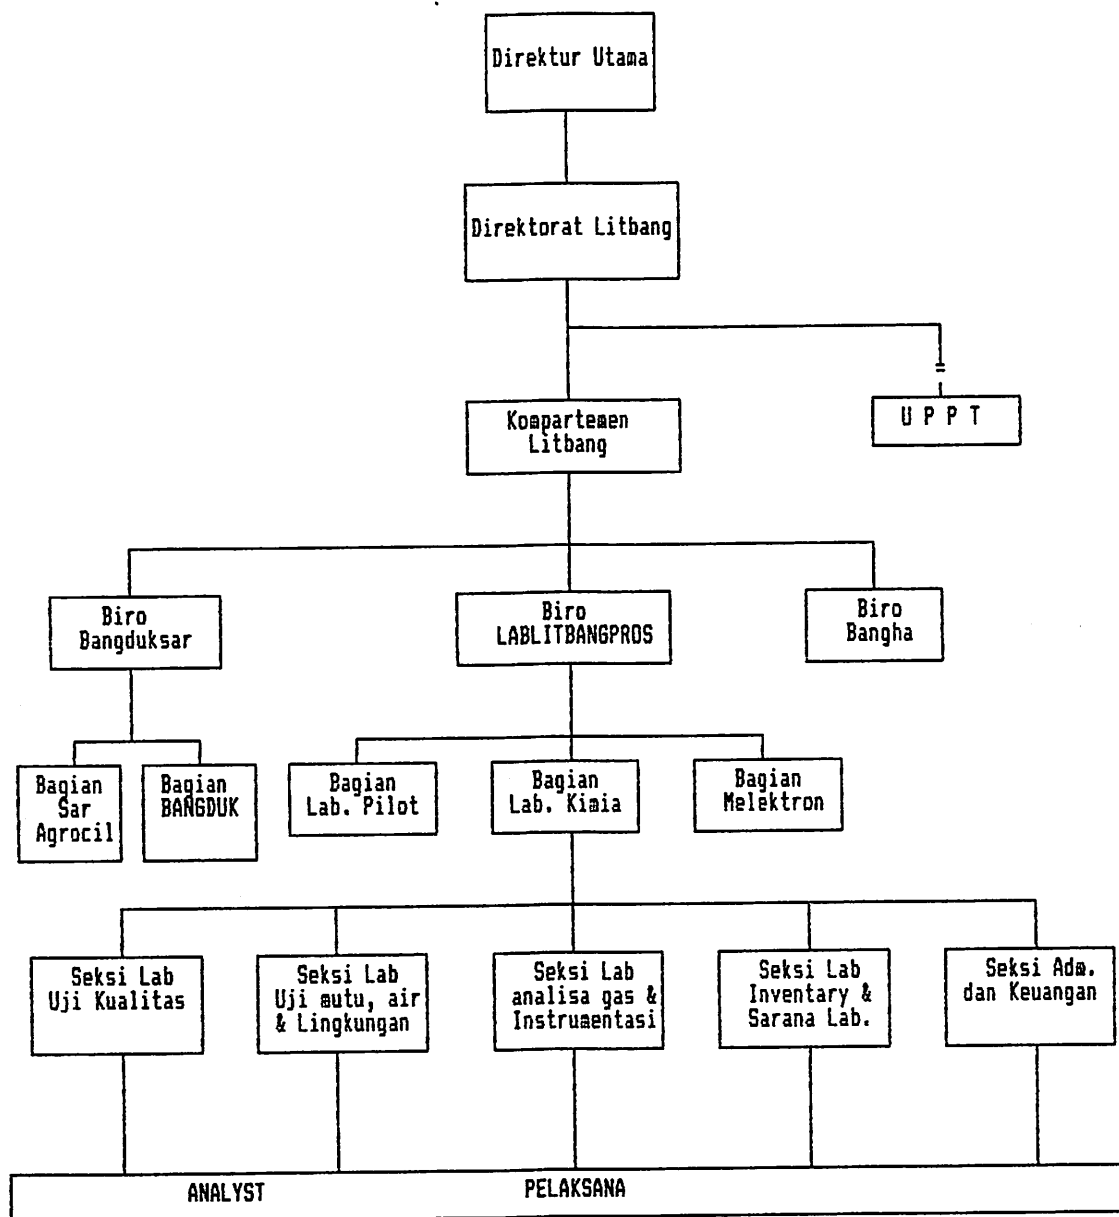 Direktur Utama
Direktorat Litbang
Kompartemen
Litbang
U P P T
Biro
Bangduksar
Biro
LABLITBANGPROS
Biro
Bangha
Bagian
Sar
Agrocil
Bagian
BANGDUK
Bagian
Lab. Pilot
Bagian
Lab. Kimia
Bagian
Melektron
Seksi Lab
Uji Kualitas
Seksi Lab
Uji mutu, air
& Lingkungan
Seksi Lab
analisa gas &
Instrumentasi
Seksi Lab
Inventary &
Sarana Lab.
Seksi Adm.
dan Keuangan
ANALYST PELAKSANA